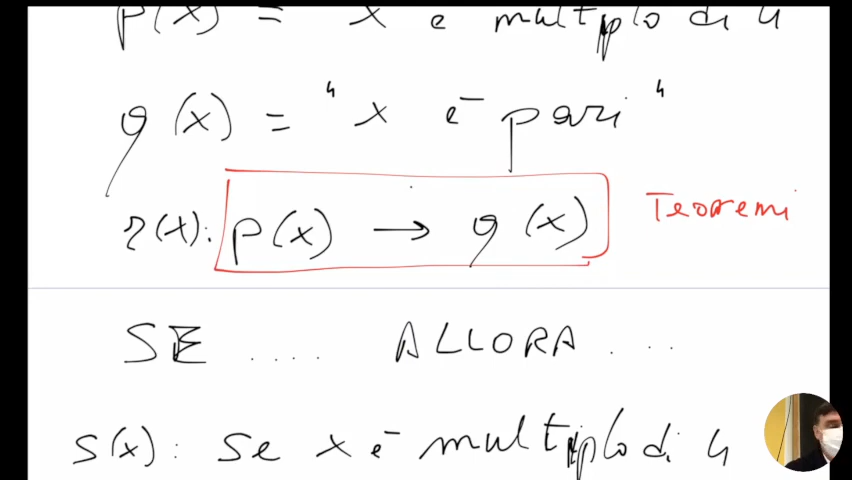 p(x) = x è multiplo di 4
q(x) = "x è pari"
r(x): p(x) → q(x) Teoremi
SE .... ALLORA ...
s(x): Se x è multiplo di 4